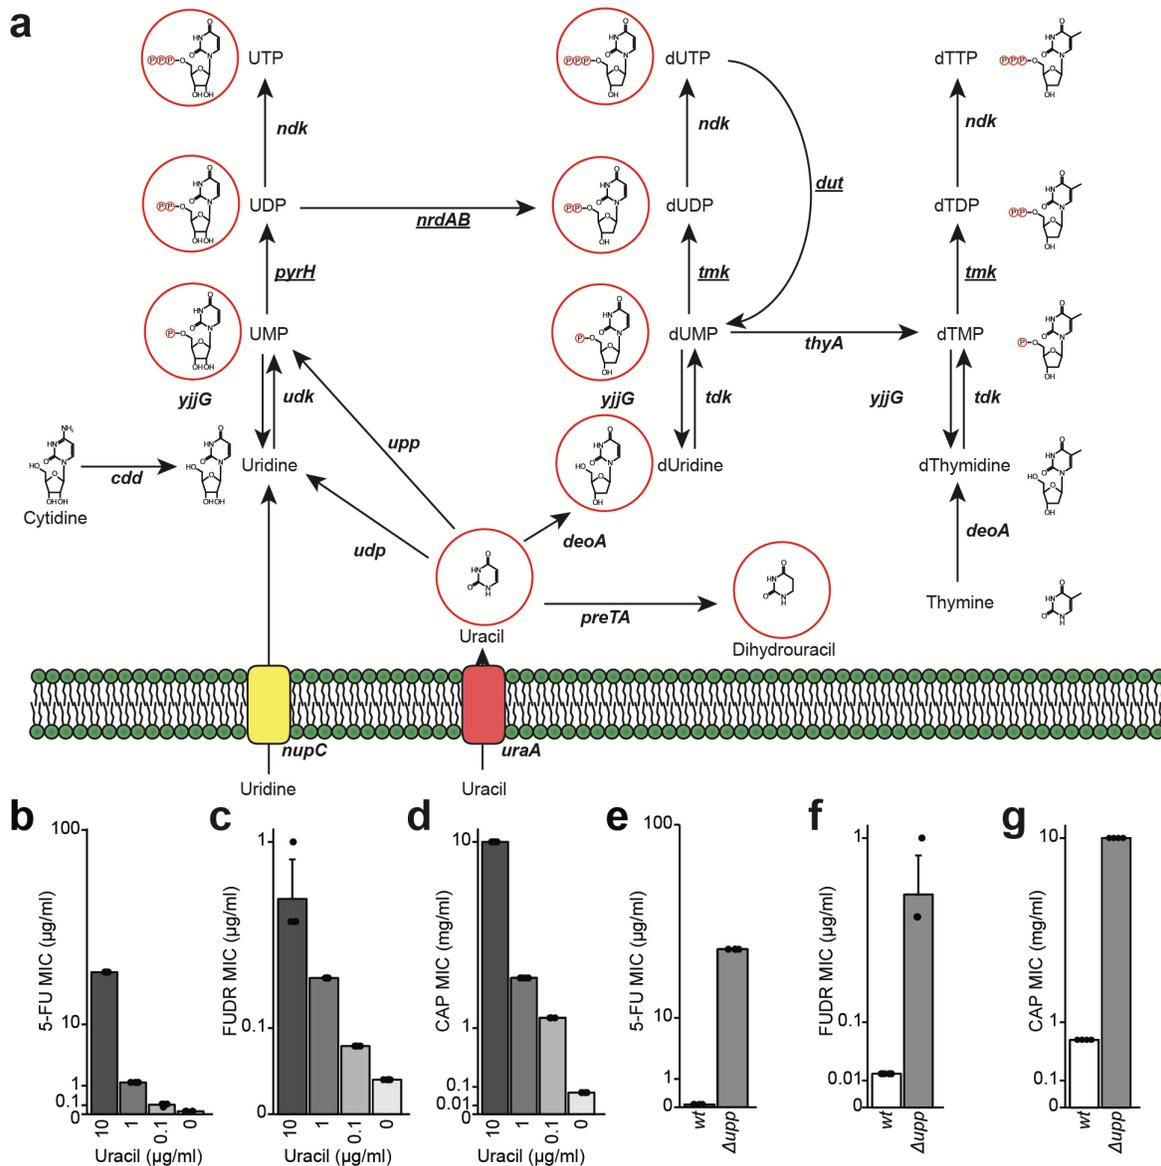 a
UTP
dUTP
dTTP
ndk
ndk
ndk
UDP
nrdAB
dUDP
dut
dTDP
pyrH
tmk
tmk
UMP
dUMP
thyA
dTMP
yjjG
udk
yjjG
tdk
yjjG
tdk
upp
Cytidine
cdd
Uridine
dUridine
dThymidine
udp
deoA
deoA
Uracil
preTA
Dihydrouracil
Thymine
nupC
uraA
Uridine
Uracil
b
5-FU MIC (µg/ml)
100
10
1
0.1
0
10
1
0.1
0
Uracil (µg/ml)
c
FUDR MIC (µg/ml)
1
0.1
0
10
1
0.1
0
Uracil (µg/ml)
d
CAP MIC (mg/ml)
10
1
0.1
0.01
0
10
1
0.1
0
Uracil (µg/ml)
e
5-FU MIC (µg/ml)
100
10
1
0
wt
Δupp
f
FUDR MIC (µg/ml)
1
0.1
0.01
0
wt
Δupp
g
CAP MIC (mg/ml)
10
1
0.1
0
wt
Δupp